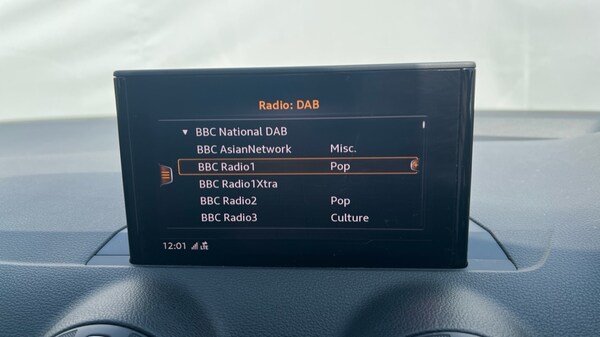 Radio: DAB
▼ BBC National DAB
BBC AsianNetwork Misc.
BBC Radio1 Pop
BBC Radio1Xtra
BBC Radio2 Pop
BBC Radio3 Culture
12:01 LTE